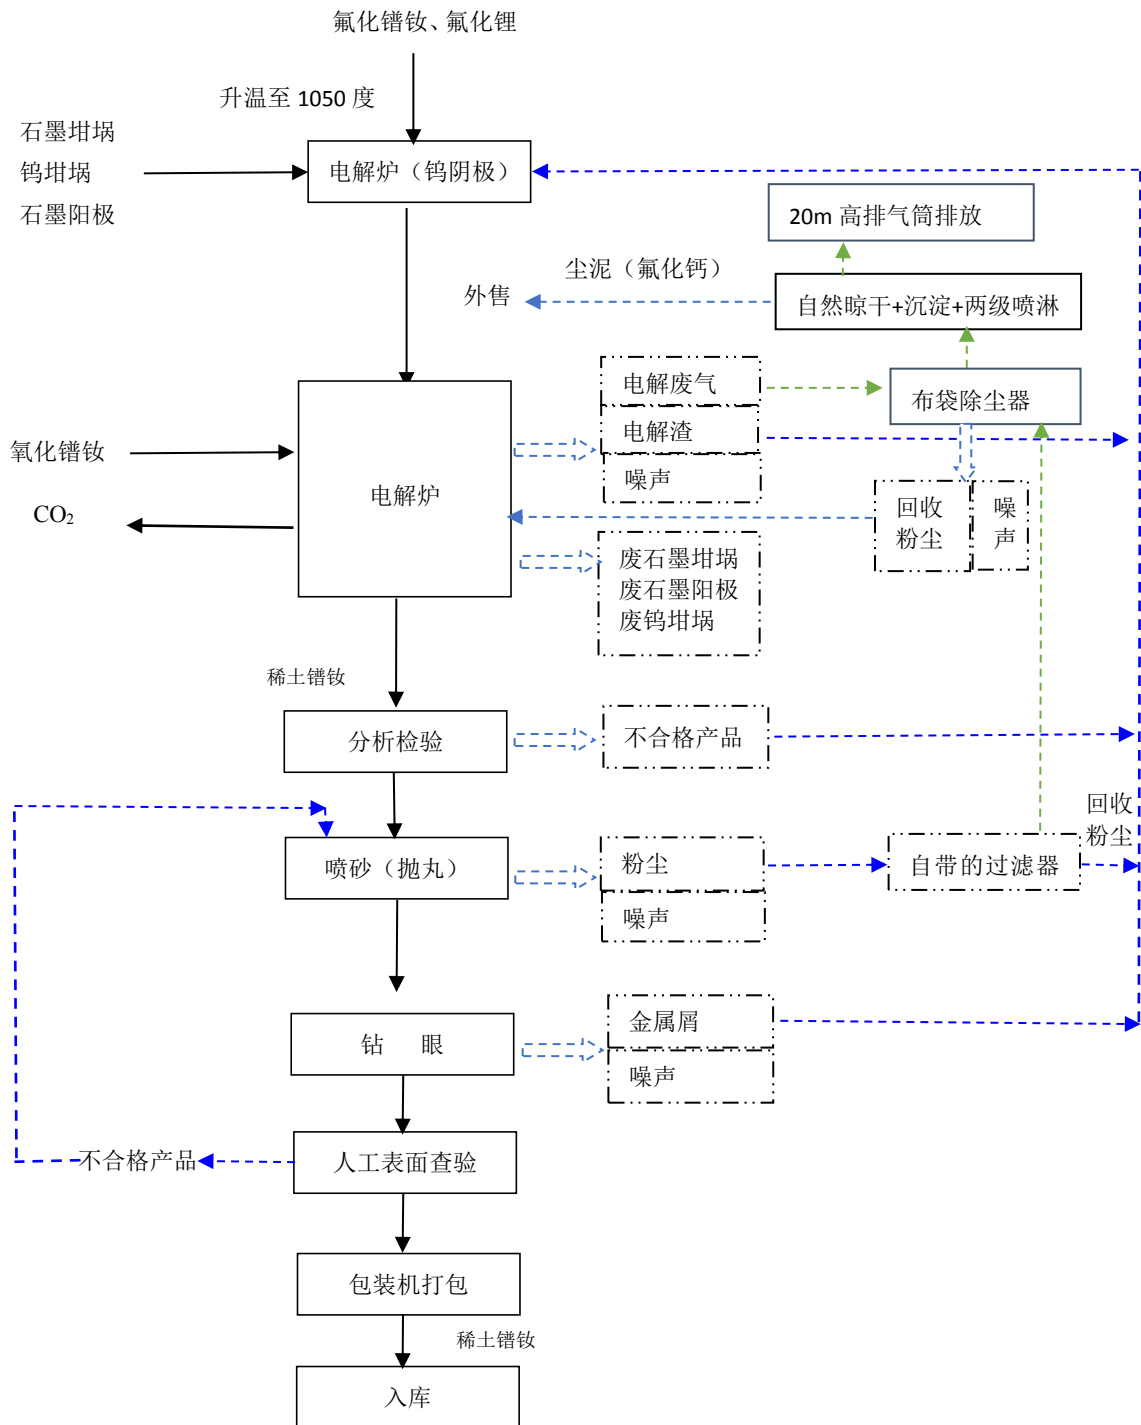 氟化镨钕、氟化锂
升温至 1050 度
石墨坩埚
钨坩埚
石墨阳极
电解炉（钨阴极）
20m 高排气筒排放
尘泥（氟化钙）
外售
自然晾干+沉淀+两级喷淋
电解废气
布袋除尘器
电解渣
噪声
氧化镨钕
CO₂
电解炉
回收
粉尘
噪
声
废石墨坩埚
废石墨阳极
废钨坩埚
稀土镨钕
分析检验
不合格产品
回收
粉尘
喷砂（抛丸）
粉尘
噪声
自带的过滤器
钻 眼
金属屑
噪声
不合格产品
人工表面查验
包装机打包
稀土镨钕
入库